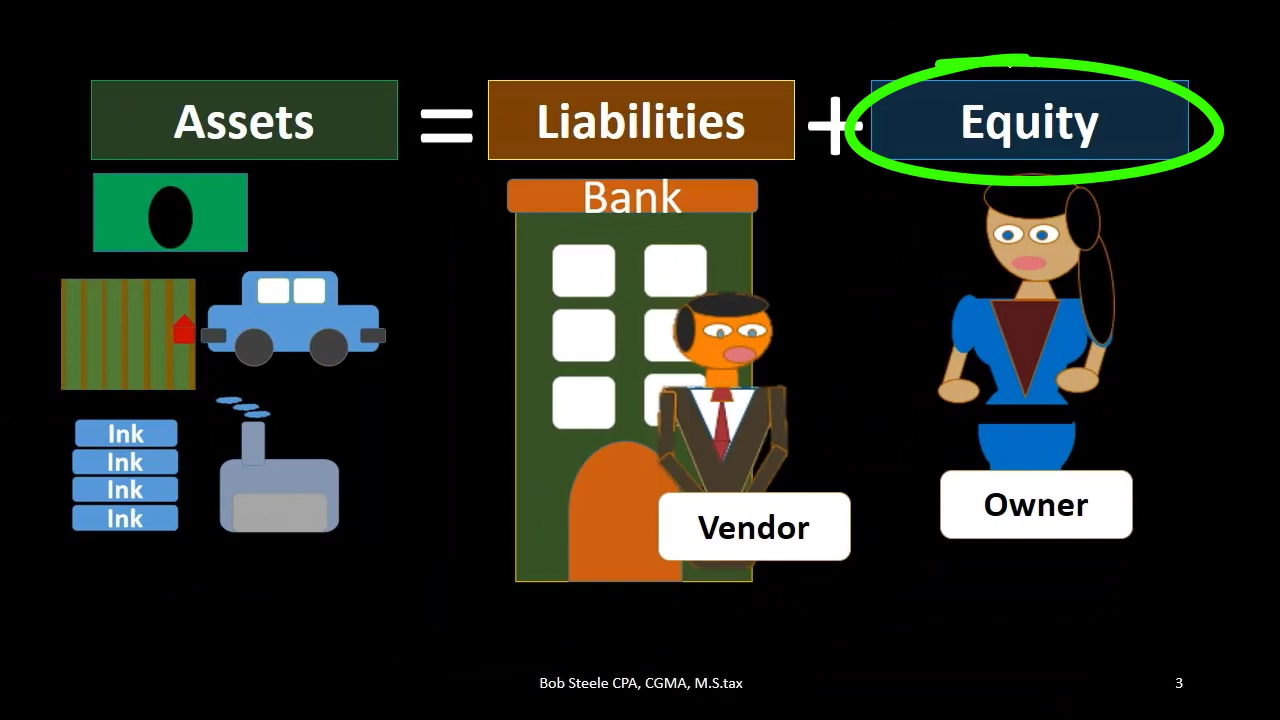 Assets = Liabilities + Equity
Bank
Ink
Ink
Ink
Ink
Vendor
Owner
Bob Steele CPA, CGMA, M.S.tax
3